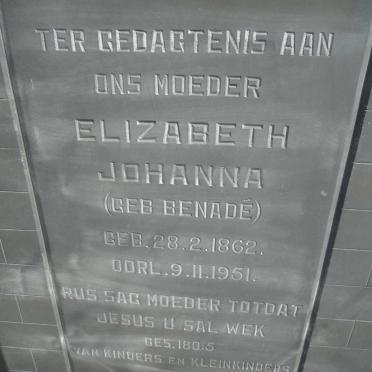 TER GEDAGTENIS AAN
ONS MOEDER
ELIZABETH
JOHANNA
(GEB BENADÉ)
GEB. 28.2.1862.
OORL. 9.11.1951.
RUS SAG MOEDER TOTDAT
JESUS U SAL WEK
GES. 180:5
VAN KINDERS EN KLEINKINDERS